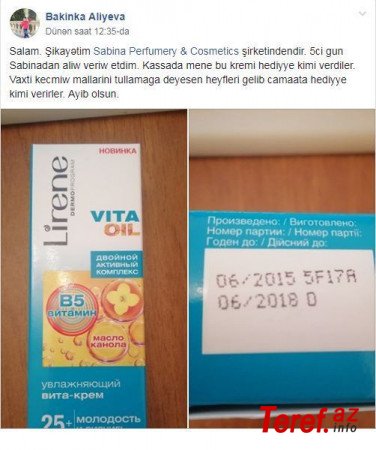 Bakinka Aliyeva
Dünən saat 12:35-da
Salam. Şikayətim Sabina Perfumery & Cosmetics şirketindendir. 5ci gun
Sabinadan aliw veriw etdim. Kassada mene bu kremi hediyye kimi verdiler.
Vaxti kecmiw mallarini tullamaga deyesen heyfleri gelib camaata hediyye
kimi verirler. Ayib olsun.
НОВИНКА
Lirene
DERMOPROGRAM
VITA
OIL
ДВОЙНОЙ
АКТИВНЫЙ
КОМПЛЕКС
B5
ВИТАМИН
МАСЛО
КАНОЛА
УВЛАЖНЯЮЩИЙ
ВИТА-КРЕМ
25+ МОЛОДОСТЬ
Произведено: / Виготовлено:
Номер партии: / Номер партії:
Годен до: / Дійсний до:
06/2015 5F17A
06/2018 D
Teref.az
info